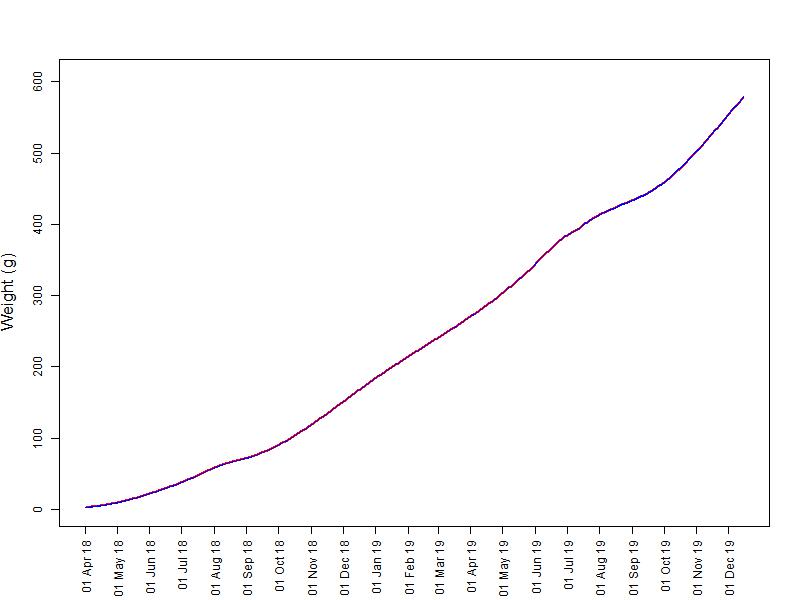 Weight (g)
600
500
400
300
200
100
0
01 Apr 18
01 May 18
01 Jun 18
01 Jul 18
01 Aug 18
01 Sep 18
01 Oct 18
01 Nov 18
01 Dec 18
01 Jan 19
01 Feb 19
01 Mar 19
01 Apr 19
01 May 19
01 Jun 19
01 Jul 19
01 Aug 19
01 Sep 19
01 Oct 19
01 Nov 19
01 Dec 19